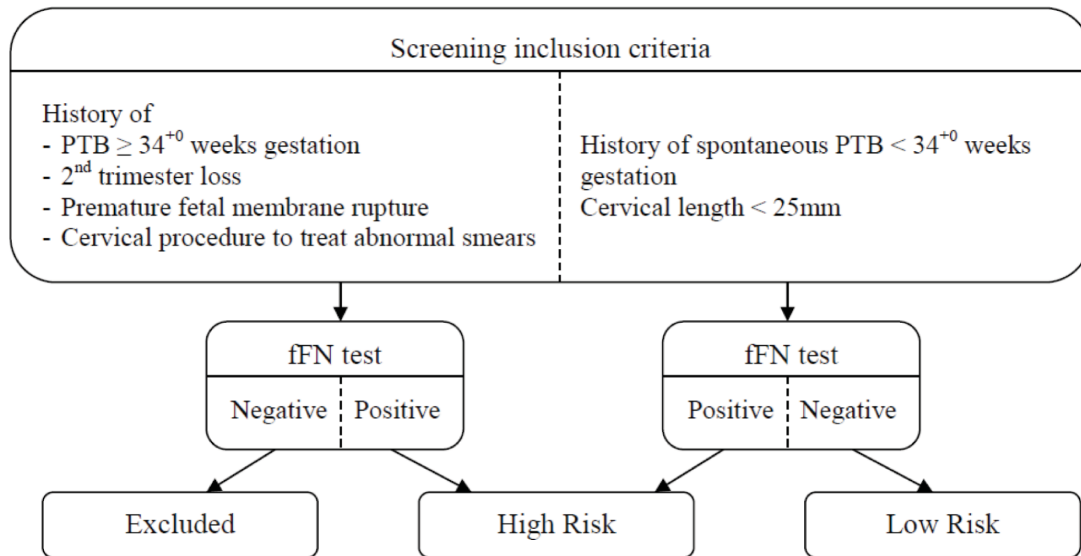 Screening inclusion criteria
History of
- PTB ≥ 34⁺⁰ weeks gestation
- 2ⁿᵈ trimester loss
- Premature fetal membrane rupture
- Cervical procedure to treat abnormal smears
History of spontaneous PTB < 34⁺⁰ weeks
gestation
Cervical length < 25mm
fFN test
Negative Positive
fFN test
Positive Negative
Excluded
High Risk
Low Risk